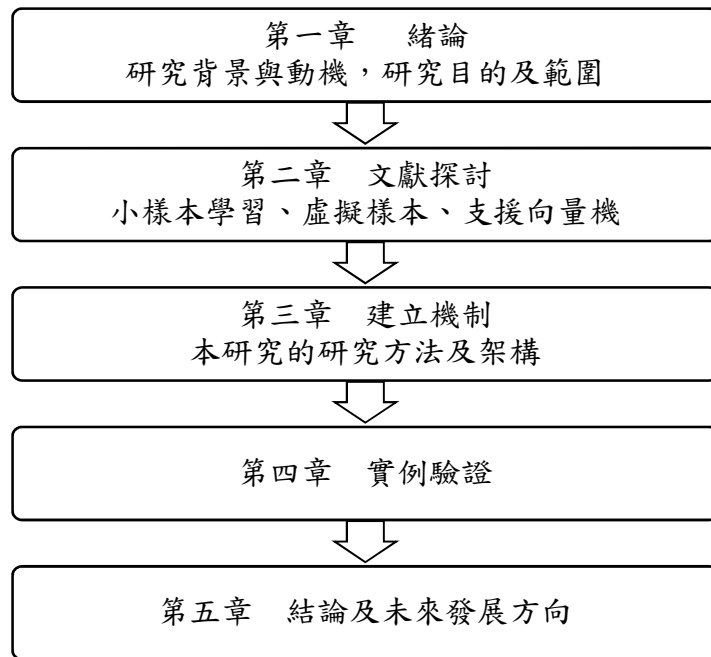 第一章　緒論
研究背景與動機，研究目的及範圍
第二章　文獻探討
小樣本學習、虛擬樣本、支援向量機
第三章　建立機制
本研究的研究方法及架構
第四章　實例驗證
第五章　結論及未來發展方向